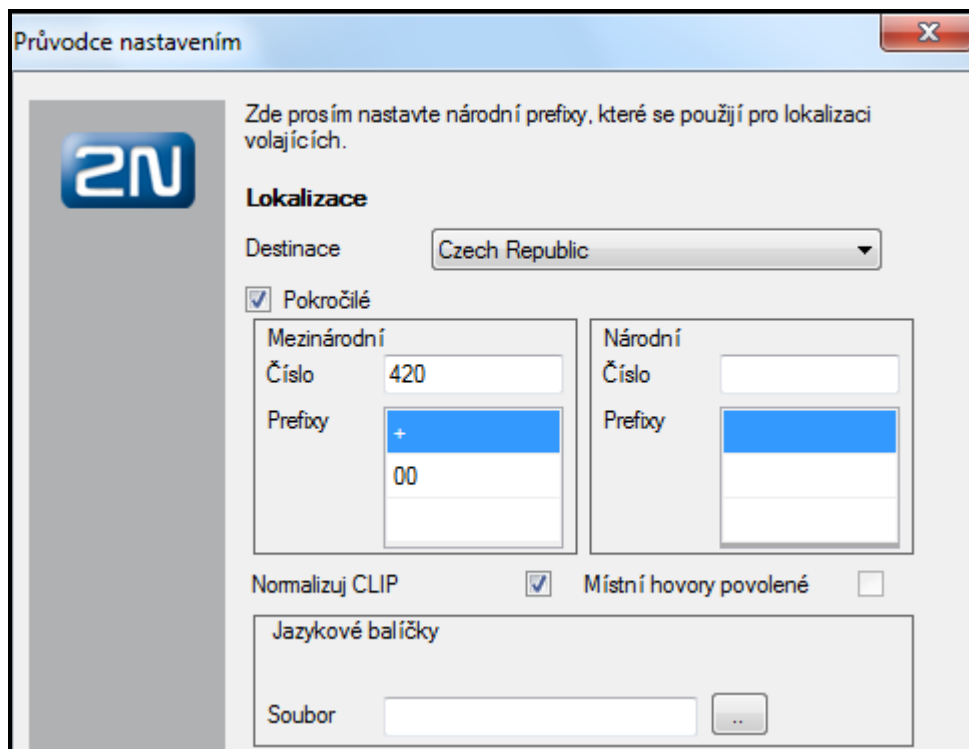 Průvodce nastavením
x
2N
Zde prosím nastavte národní prefixy, které se použijí pro lokalizaci
volajících.
Lokalizace
Destinace Czech Republic
Pokročilé
Mezinárodní
Číslo 420
Prefixy +
00
Národní
Číslo
Prefixy
Normalizuj CLIP Místní hovory povolené
Jazykové balíčky
Soubor ..